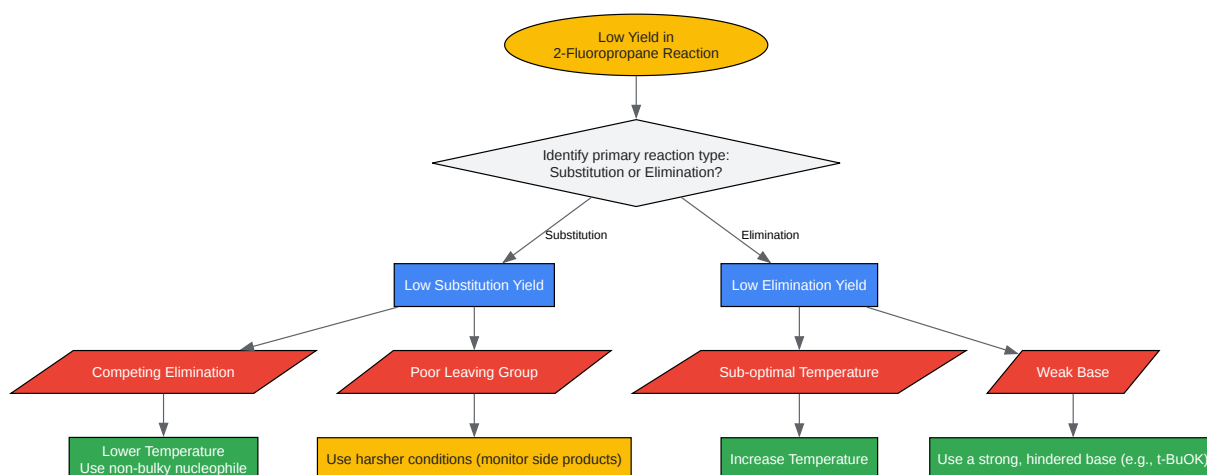 Low Yield in
2-Fluoropropane Reaction
Identify primary reaction type:
Substitution or Elimination?
Substitution
Elimination
Low Substitution Yield
Low Elimination Yield
Competing Elimination
Poor Leaving Group
Sub-optimal Temperature
Weak Base
Lower Temperature
Use non-bulky nucleophile
Use harsher conditions (monitor side products)
Increase Temperature
Use a strong, hindered base (e.g., t-BuOK)